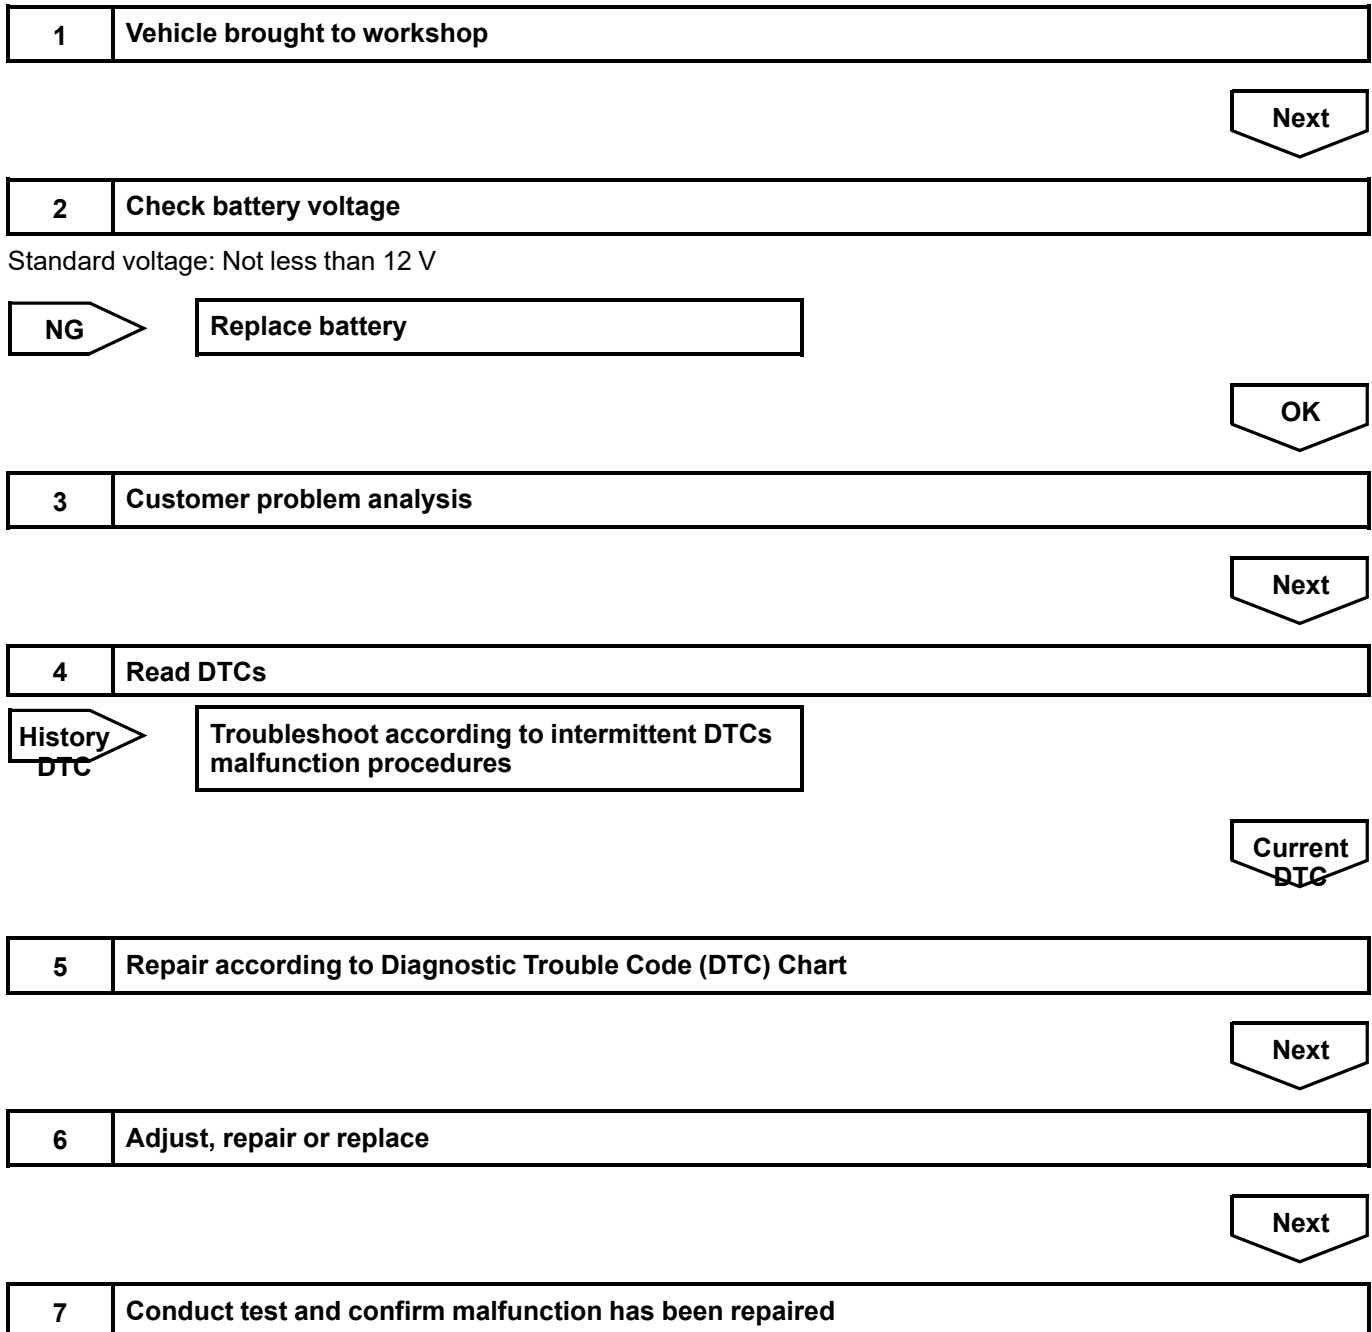 1 Vehicle brought to workshop
Next
2 Check battery voltage
Standard voltage: Not less than 12 V
NG Replace battery
OK
3 Customer problem analysis
Next
4 Read DTCs
History
DTC
Troubleshoot according to intermittent DTCs
malfunction procedures
Current
DTC
5 Repair according to Diagnostic Trouble Code (DTC) Chart
Next
6 Adjust, repair or replace
Next
7 Conduct test and confirm malfunction has been repaired